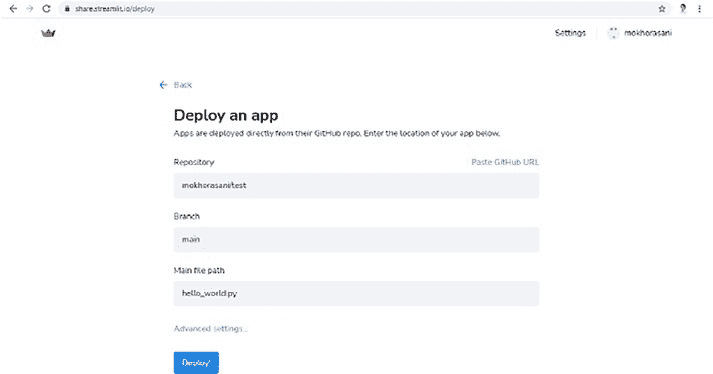 share.streamlit.io/deploy
Settings
mokhorasani
Back
Deploy an app
Apps are deployed directly from their GitHub repo. Enter the location of your app below.
Repository
Paste GitHub URL
mokhorasani/test
Branch
main
Main file path
hello_world.py
Advanced settings...
Deploy!